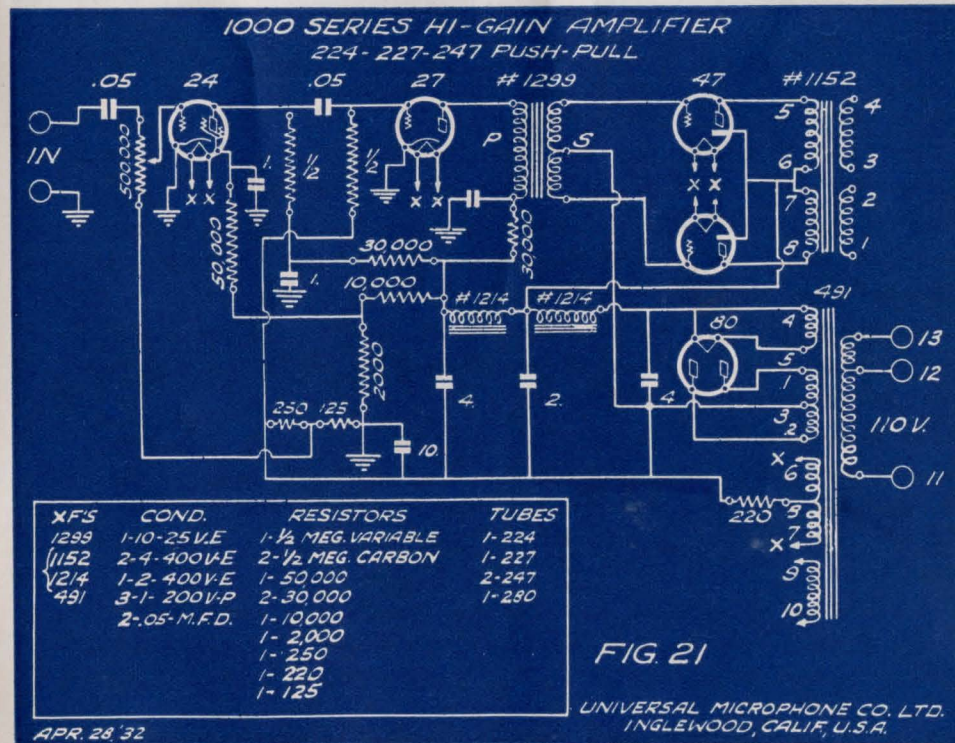 1000 SERIES HI-GAIN AMPLIFIER
224-227-247 PUSH-PULL
.05 24 .05 27 #1299 47 #1152
IN
500,000
1.
½
½
P
S
5 4
6 3
7 2
8 1
X X
X X
X X
50,000
30,000
30,000
1.
10,000
#1214 #1214
491
2000
80
4
5
1
3
2
13
12
110 V.
11
4. 2. 4
250 125
10.
X
6
8
7
X
220
9
10
XF'S COND. RESISTORS TUBES
1299 1-10-25 V.E 1-½ MEG. VARIABLE 1-224
1152 2-4-400V-E 2-½ MEG. CARBON 1-227
1214 1-2-400V-E 1-50,000 2-247
491 3-1-200V-P 2-30,000 1-280
2-.05-M.F.D. 1-10,000
1-2,000
1-250
1-220
1-125
FIG. 21
UNIVERSAL MICROPHONE CO. LTD.
INGLEWOOD, CALIF, U.S.A.
APR. 28 '32